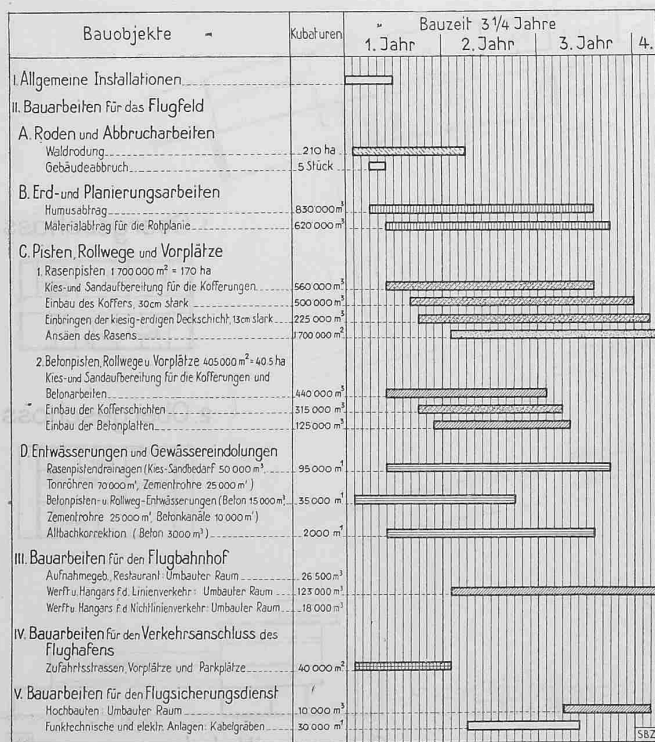 Bauobjekte
Kubaturen
Bauzeit 3 1/4 Jahre
1. Jahr 2. Jahr 3. Jahr 4.
I. Allgemeine Installationen
II. Bauarbeiten für das Flugfeld
A. Roden und Abbrucharbeiten
Waldrodung 210 ha
Gebäudeabbruch 5 Stück
B. Erd- und Planierungsarbeiten
Humusabtrag 830 000 m³
Materialabtrag für die Rohplanie 620 000 m³
C. Pisten, Rollwege und Vorplätze
1. Rasenpisten 1 700 000 m² = 170 ha
Kies- und Sandaufbereitung für die Kofferungen 560 000 m³
Einbau des Koffers, 30 cm stark 500 000 m³
Einbringen der kiesig-erdigen Deckschicht, 13 cm stark 225 000 m³
Ansäen des Rasens 1 700 000 m²
2. Betonpisten, Rollwege u. Vorplätze 405 000 m² = 40.5 ha
Kies- und Sandaufbereitung für die Kofferungen und
Betonarbeiten 440 000 m³
Einbau der Kofferschichten 315 000 m³
Einbau der Betonplatten 125 000 m³
D. Entwässerungen und Gewässereindolungen
Rasenpistendrainagen (Kies-Sandbedarf 50 000 m³, 95 000 m¹
Tonröhren 70 000 m', Zementrohre 25 000 m')
Betonpisten- u. Rollweg-Entwässerungen (Beton 15 000 m³, 35 000 m¹
Zementrohre 25 000 m', Betonkanäle 10 000 m')
Altbachkorrektion (Beton 3000 m³) 2000 m¹
III. Bauarbeiten für den Flugbahnhof
Aufnahmegeb., Restaurant: Umbauter Raum 26 500 m³
Werft u. Hangars f. d. Linienverkehr: Umbauter Raum 123 000 m³
Werft u. Hangars f. d. Nichtlinienverkehr: Umbauter Raum 18 000 m³
IV. Bauarbeiten für den Verkehrsanschluss des
Flughafens
Zufahrtsstrassen, Vorplätze und Parkplätze 40 000 m²
V. Bauarbeiten für den Flugsicherungsdienst
Hochbauten: Umbauter Raum 10 000 m³
Funktechnische und elektr. Anlagen: Kabelgräben 30 000 m¹
SBZ